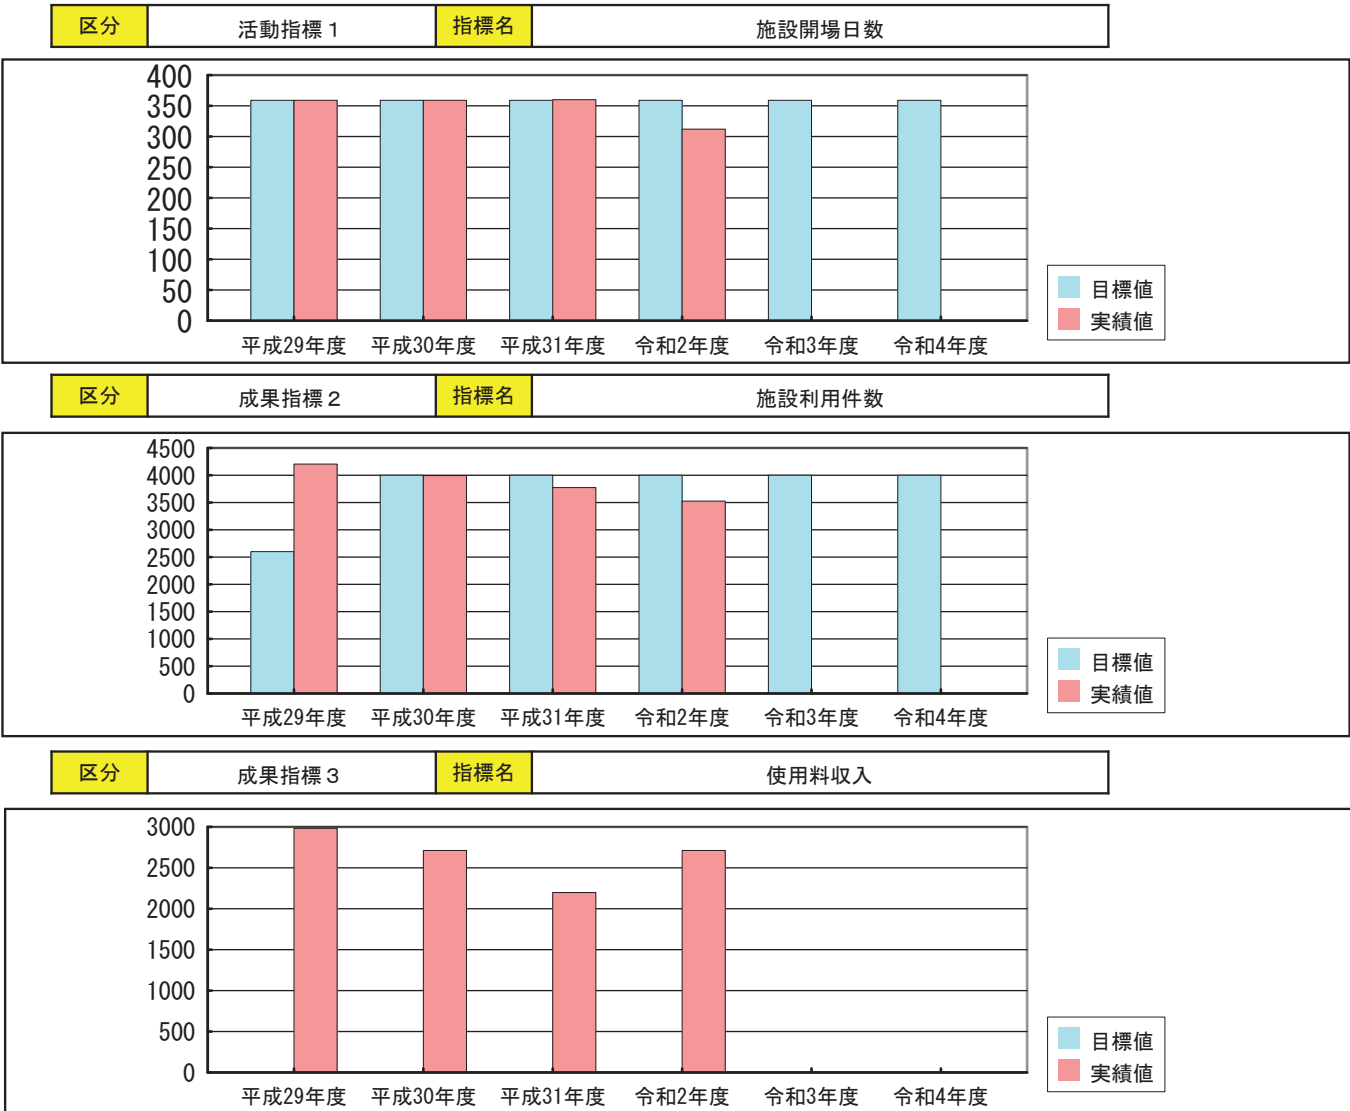 区分 活動指標１ 指標名 施設開場日数
400
350
300
250
200
150
100
50
0
平成29年度 平成30年度 平成31年度 令和2年度 令和3年度 令和4年度
目標値
実績値
区分 成果指標２ 指標名 施設利用件数
4500
4000
3500
3000
2500
2000
1500
1000
500
0
平成29年度 平成30年度 平成31年度 令和2年度 令和3年度 令和4年度
目標値
実績値
区分 成果指標３ 指標名 使用料収入
3000
2500
2000
1500
1000
500
0
平成29年度 平成30年度 平成31年度 令和2年度 令和3年度 令和4年度
目標値
実績値